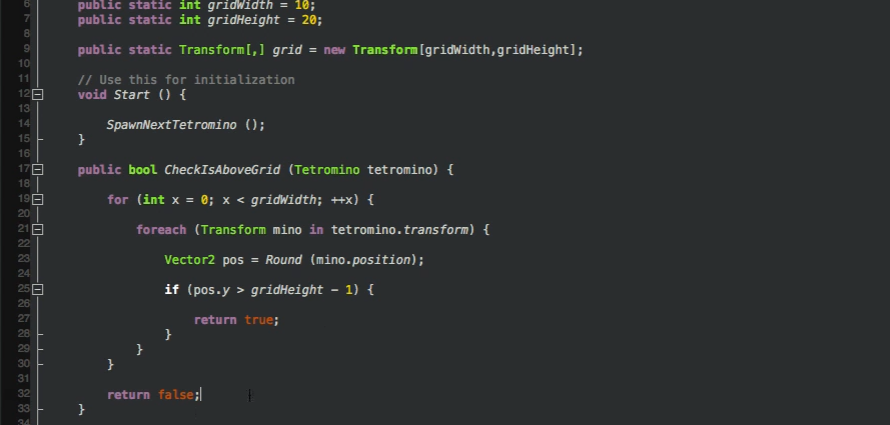 6 public static int gridWidth = 10;
7 public static int gridHeight = 20;
8
9 public static Transform[,] grid = new Transform[gridWidth,gridHeight];
10
11 // Use this for initialization
12 void Start () {
13
14 SpawnNextTetromino ();
15 }
16
17 public bool CheckIsAboveGrid (Tetromino tetromino) {
18
19 for (int x = 0; x < gridWidth; ++x) {
20
21 foreach (Transform mino in tetromino.transform) {
22
23 Vector2 pos = Round (mino.position);
24
25 if (pos.y > gridHeight - 1) {
26
27 return true;
28 }
29 }
30 }
31
32 return false;
33 }
34